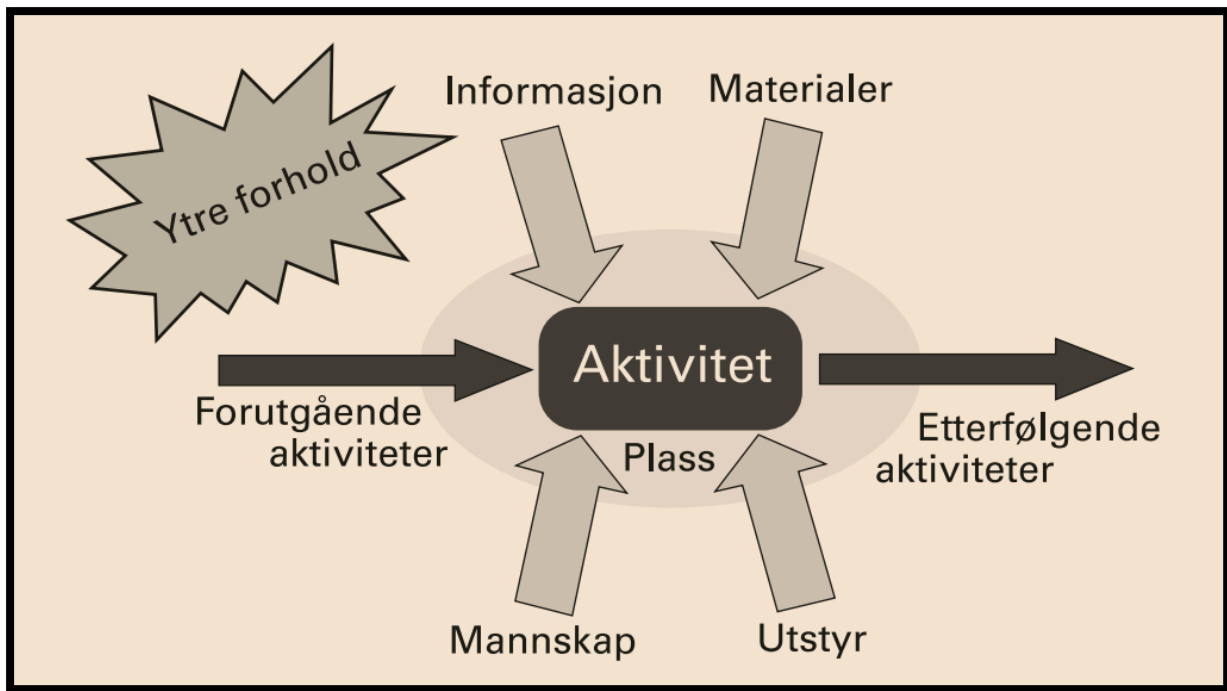 Informasjon
Materialer
Ytre forhold
Aktivitet
Forutgående
aktiviteter
Plass
Etterfølgende
aktiviteter
Mannskap
Utstyr